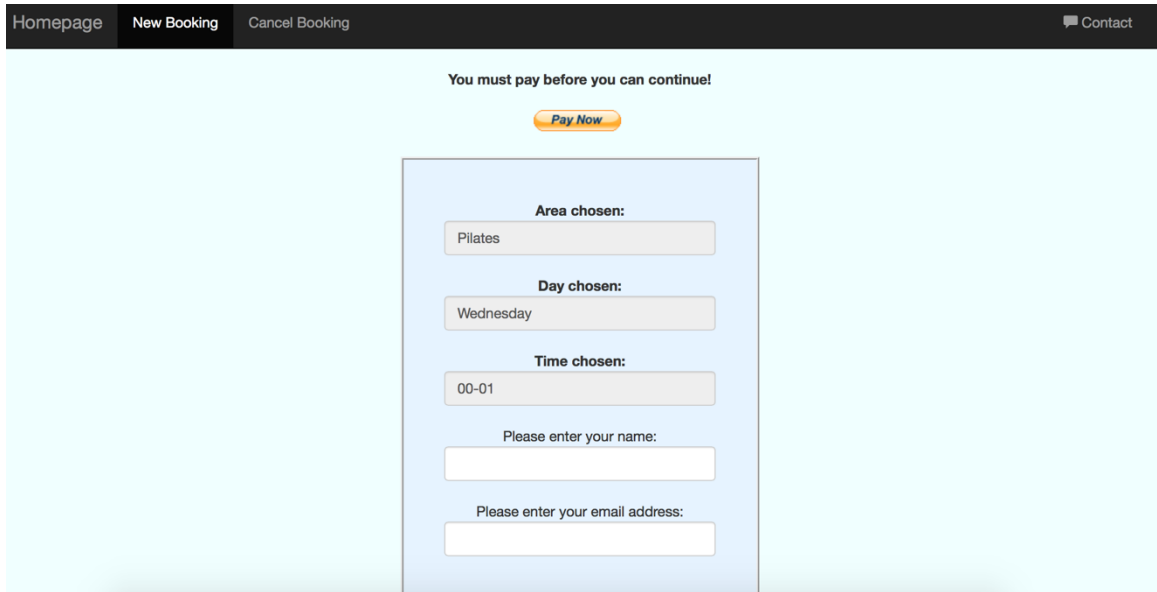 Homepage New Booking Cancel Booking Contact
You must pay before you can continue!
Pay Now
Area chosen:
Pilates
Day chosen:
Wednesday
Time chosen:
00-01
Please enter your name:
Please enter your email address: